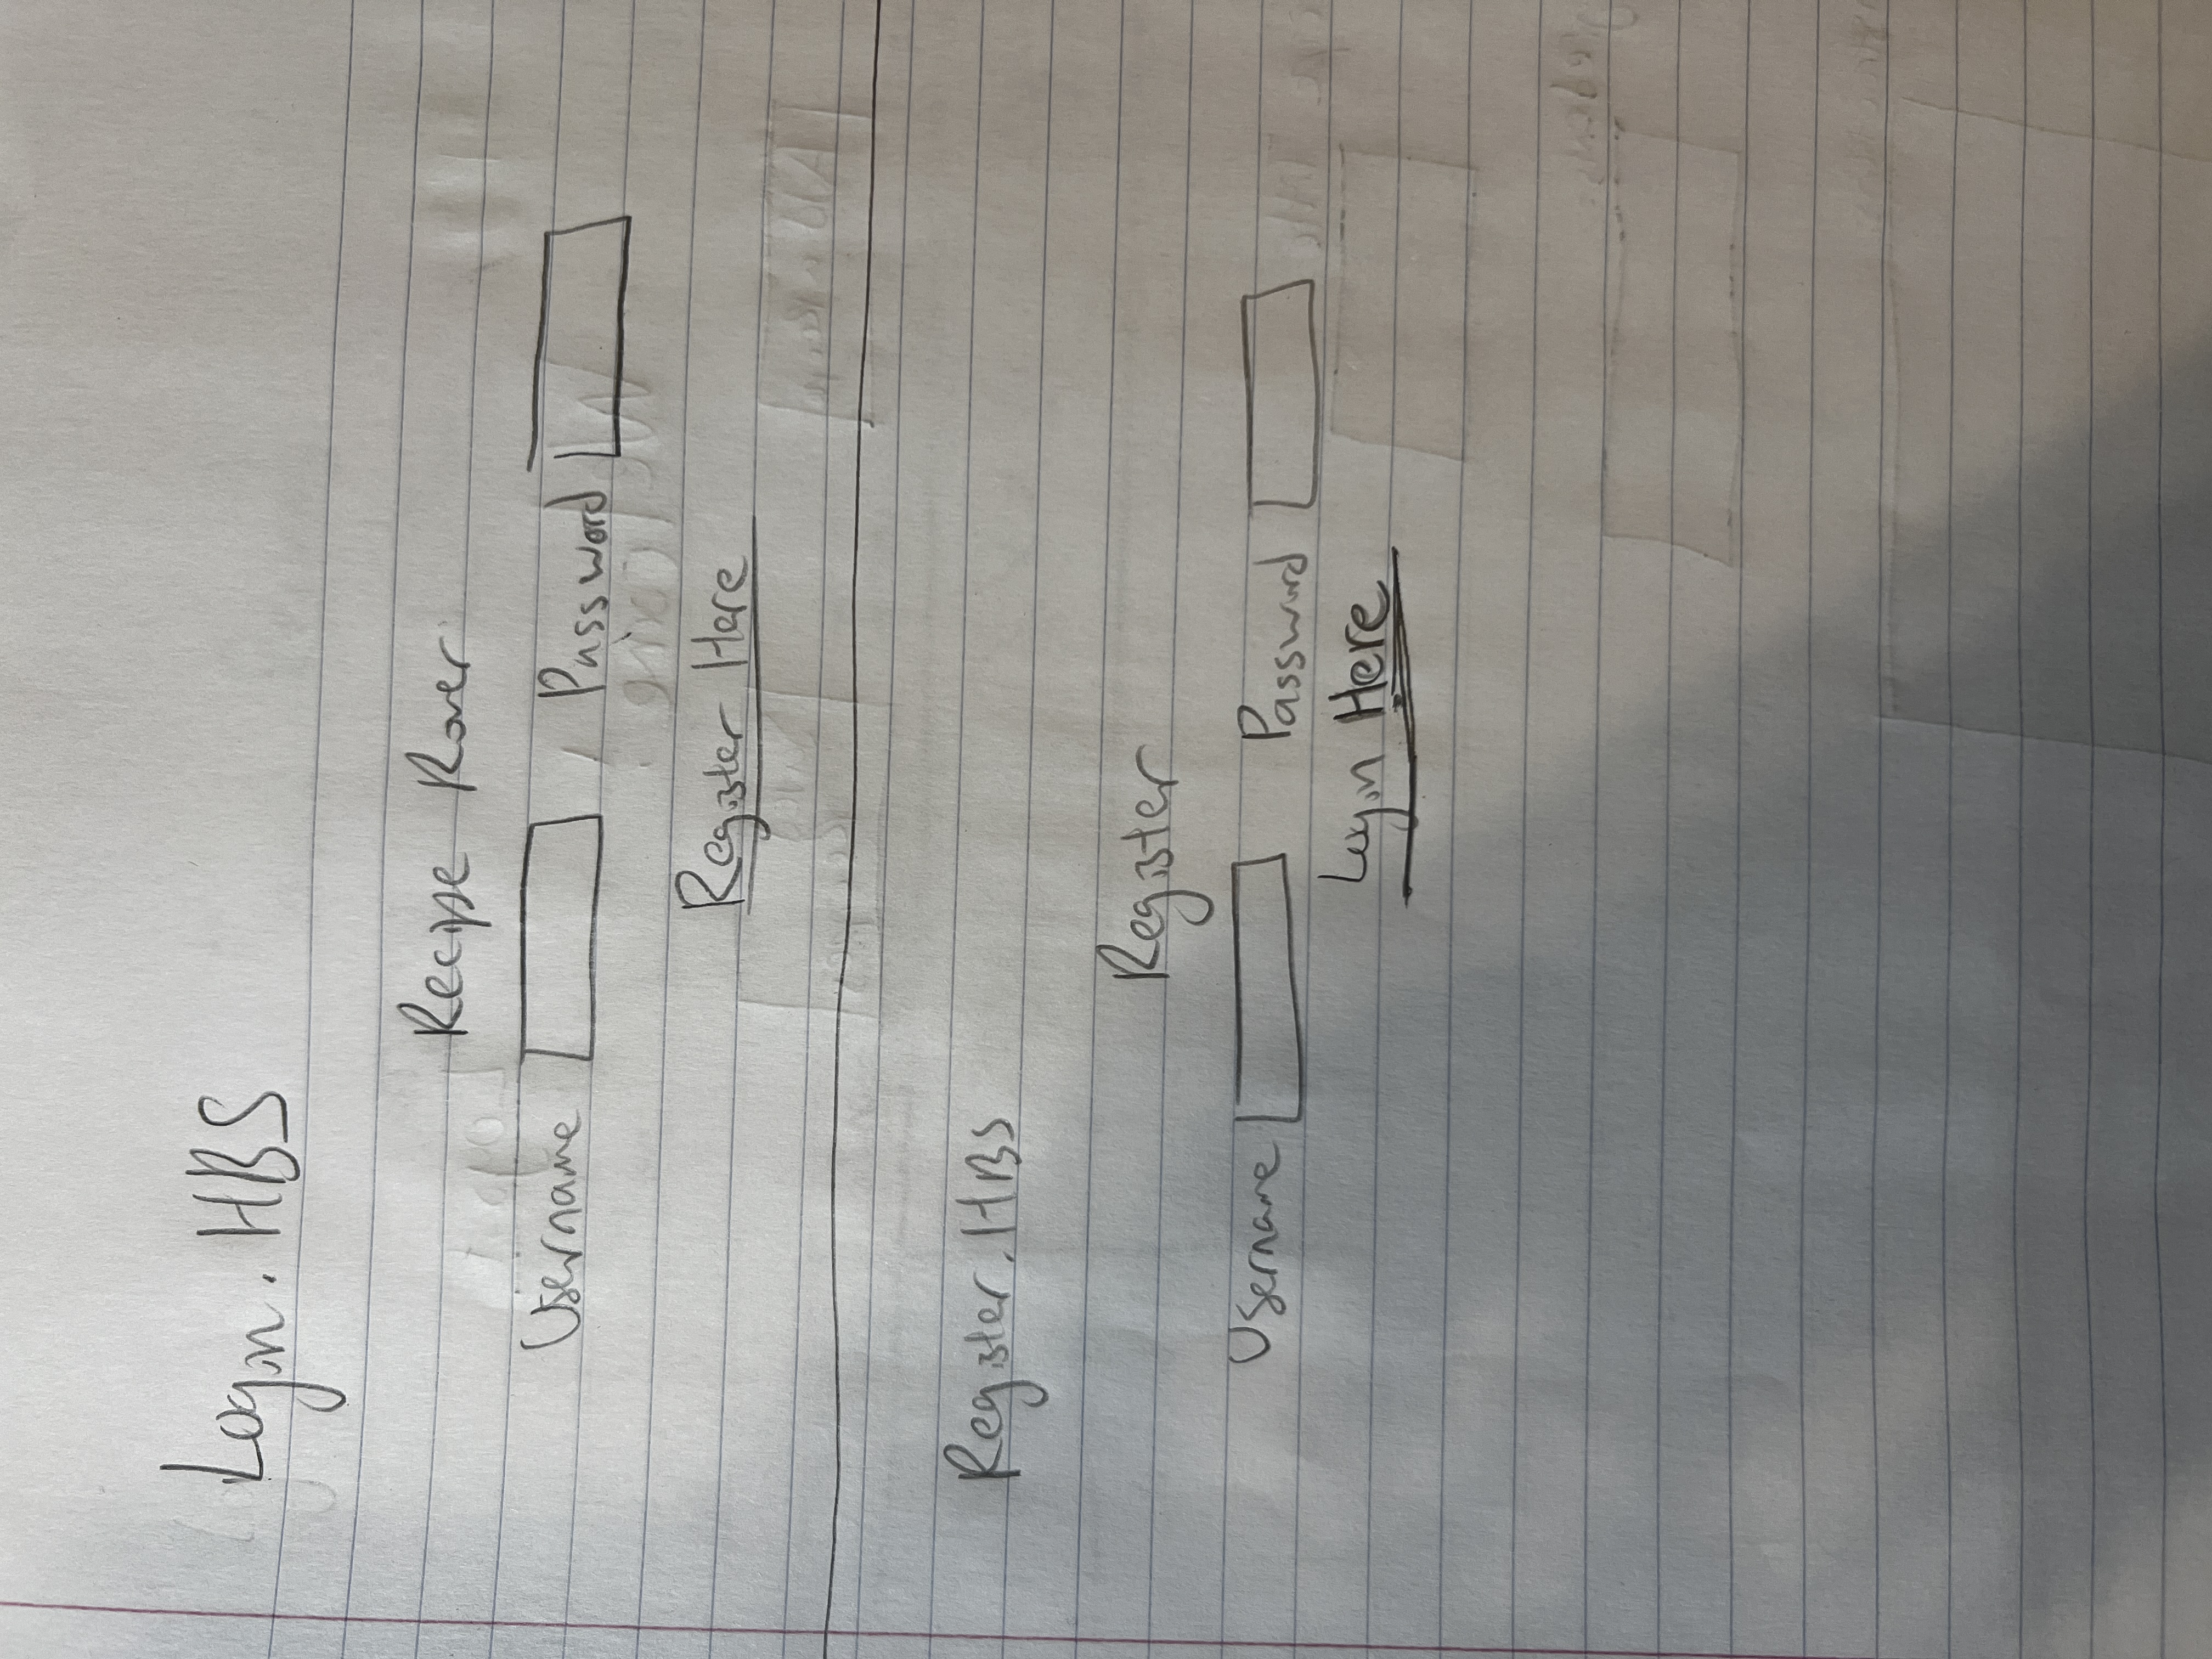 Login.HBS
Recipe Rover
Username Password
Register Here
Register.HBS
Register
Username Password
Login Here